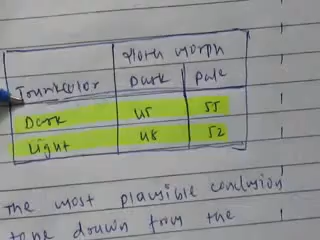 Moth morph
Trunkcolor Dark Pale
Dark 45 55
Light 48 52
The most plausible conclusion
to be drawn from the